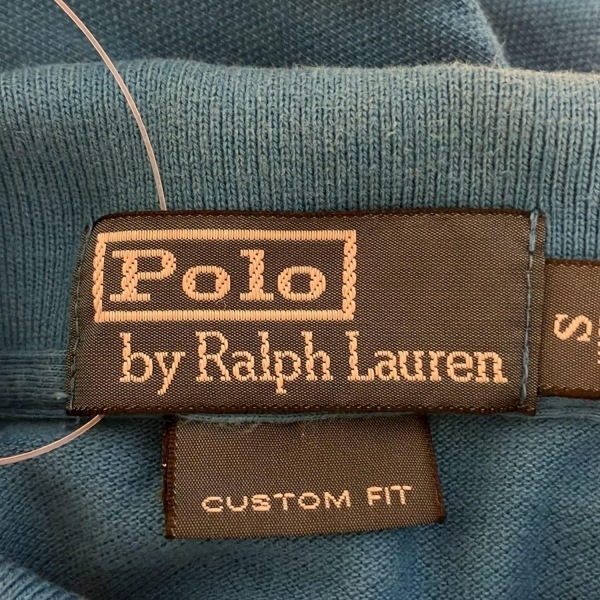 Polo
by Ralph Lauren
S
CUSTOM FIT